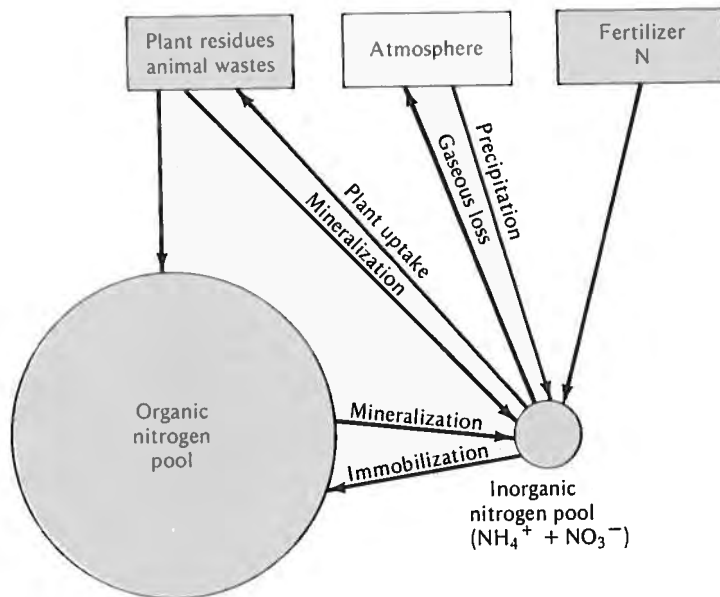 Plant residues
animal wastes
Atmosphere
Fertilizer
N
Precipitation
Gaseous loss
Plant uptake
Mineralization
Organic
nitrogen
pool
Mineralization
Immobilization
Inorganic
nitrogen pool
(NH₄⁺ + NO₃⁻)